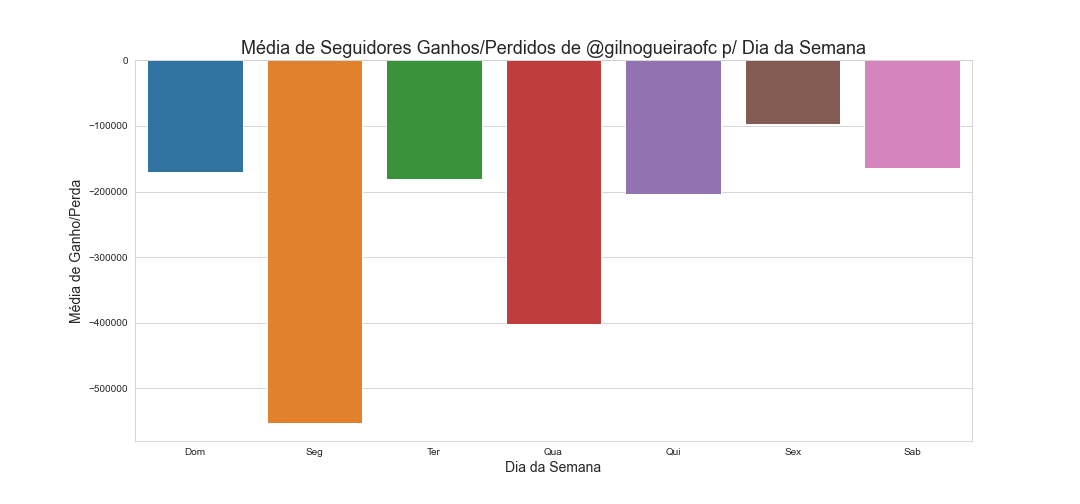 Média de Seguidores Ganhos/Perdidos de @gilnogueiraofc p/ Dia da Semana
Média de Ganho/Perda
0
−100000
−200000
−300000
−400000
−500000
Dom Seg Ter Qua Qui Sex Sab
Dia da Semana